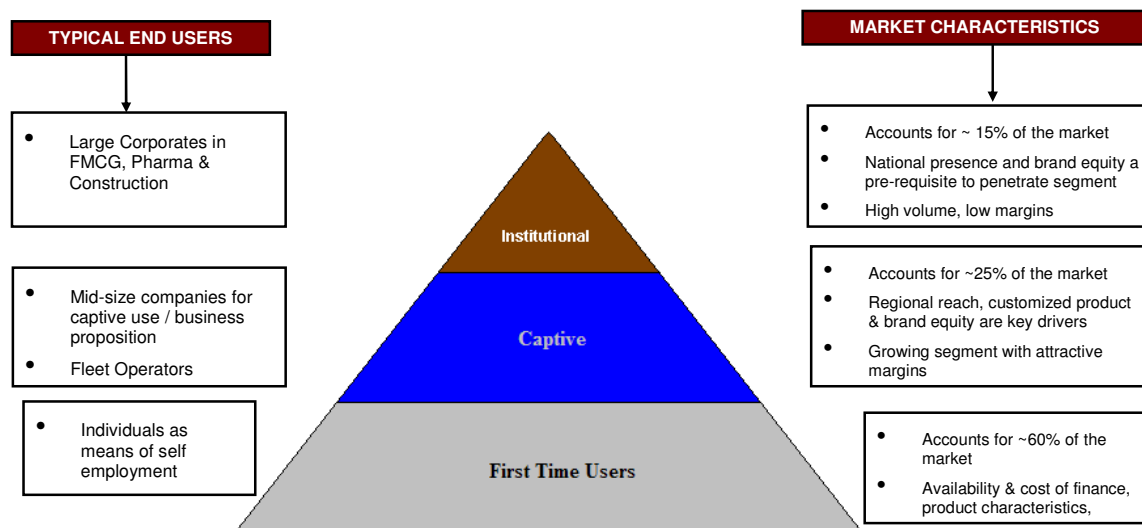 TYPICAL END USERS
MARKET CHARACTERISTICS
• Large Corporates in
FMCG, Pharma &
Construction
• Accounts for ~ 15% of the market
• National presence and brand equity a
pre-requisite to penetrate segment
• High volume, low margins
Institutional
• Mid-size companies for
captive use / business
proposition
• Fleet Operators
• Accounts for ~25% of the market
• Regional reach, customized product
& brand equity are key drivers
• Growing segment with attractive
margins
Captive
• Individuals as
means of self
employment
• Accounts for ~60% of the
market
• Availability & cost of finance,
product characteristics,
First Time Users